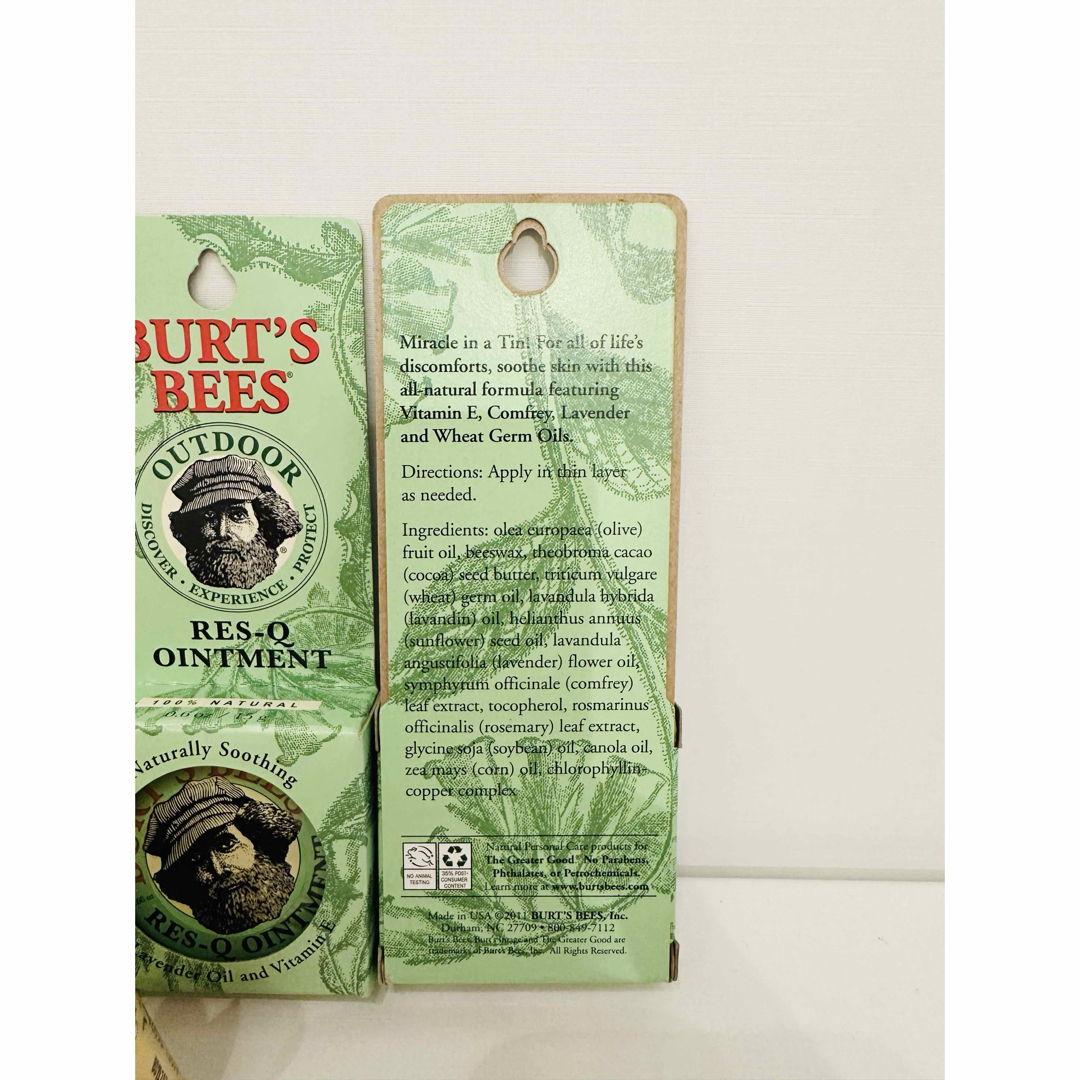 BURT'S
BEES®
OUTDOOR
DISCOVER • EXPERIENCE • PROTECT
®
RES-Q
OINTMENT
100% NATURAL
0.6 oz / 15 g
Naturally Soothing
RES-Q OINTMENT
Lavender Oil and Vitamin E
Miracle in a Tin! For all of life's
discomforts, soothe skin with this
all-natural formula featuring
Vitamin E, Comfrey, Lavender
and Wheat Germ Oils.
Directions: Apply in thin layer
as needed.
Ingredients: olea europaea (olive)
fruit oil, beeswax, theobroma cacao
(cocoa) seed butter, triticum vulgare
(wheat) germ oil, lavandula hybrida
(lavandin) oil, helianthus annuus
(sunflower) seed oil, lavandula
angustifolia (lavender) flower oil,
symphytum officinale (comfrey)
leaf extract, tocopherol, rosmarinus
officinalis (rosemary) leaf extract,
glycine soja (soybean) oil, canola oil,
zea mays (corn) oil, chlorophyllin-
copper complex
NO ANIMAL
TESTING
35% POST-
CONSUMER
CONTENT
Natural Personal Care products for
The Greater Good® No Parabens,
Phthalates, or Petrochemicals.
Learn more at www.burtsbees.com
Made in USA ©2011 BURT'S BEES, Inc.
Durham, NC 27709 • 800-849-7112
Burt's Bees, Burt's Image and The Greater Good are
trademarks of Burt's Bees, Inc. All Rights Reserved.